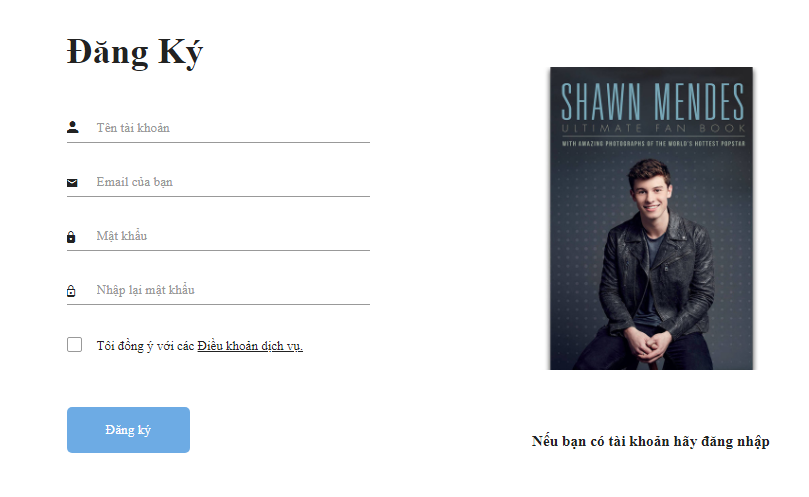 Đăng Ký
Tên tài khoản
Email của bạn
Mật khẩu
Nhập lại mật khẩu
Tôi đồng ý với các Điều khoản dịch vụ.
Đăng ký
SHAWN MENDES
ULTIMATE FAN BOOK
WITH AMAZING PHOTOGRAPHS OF THE WORLD'S HOTTEST POPSTAR
Nếu bạn có tài khoản hãy đăng nhập